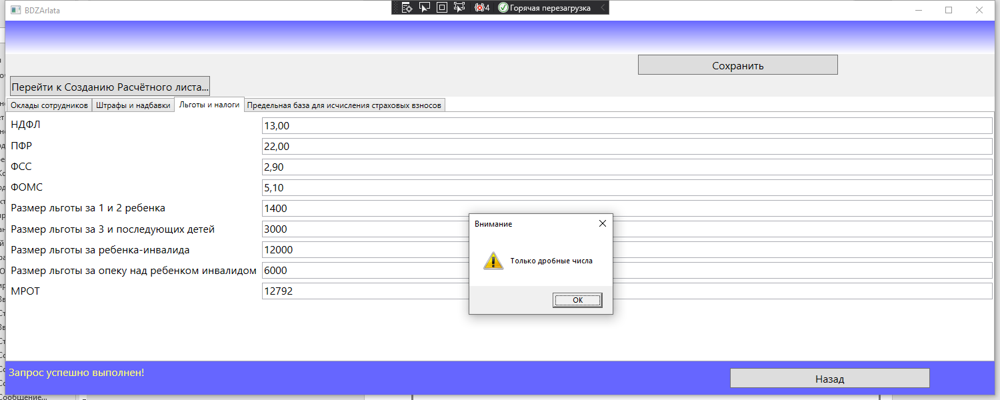 BDZArlata
4
Горячая перезагрузка
Сохранить
Перейти к Созданию Расчётного листа...
Оклады сотрудников
Штрафы и надбавки
Льготы и налоги
Предельная база для исчисления страховых взносов
НДФЛ 13,00
ПФР 22,00
ФСС 2,90
ФОМС 5,10
Размер льготы за 1 и 2 ребенка 1400
Размер льготы за 3 и последующих детей 3000
Размер льготы за ребенка-инвалида 12000
Размер льготы за опеку над ребенком инвалидом 6000
МРОТ 12792
Внимание
Только дробные числа
OK
Запрос успешно выполнен!
Назад
Сообщение...